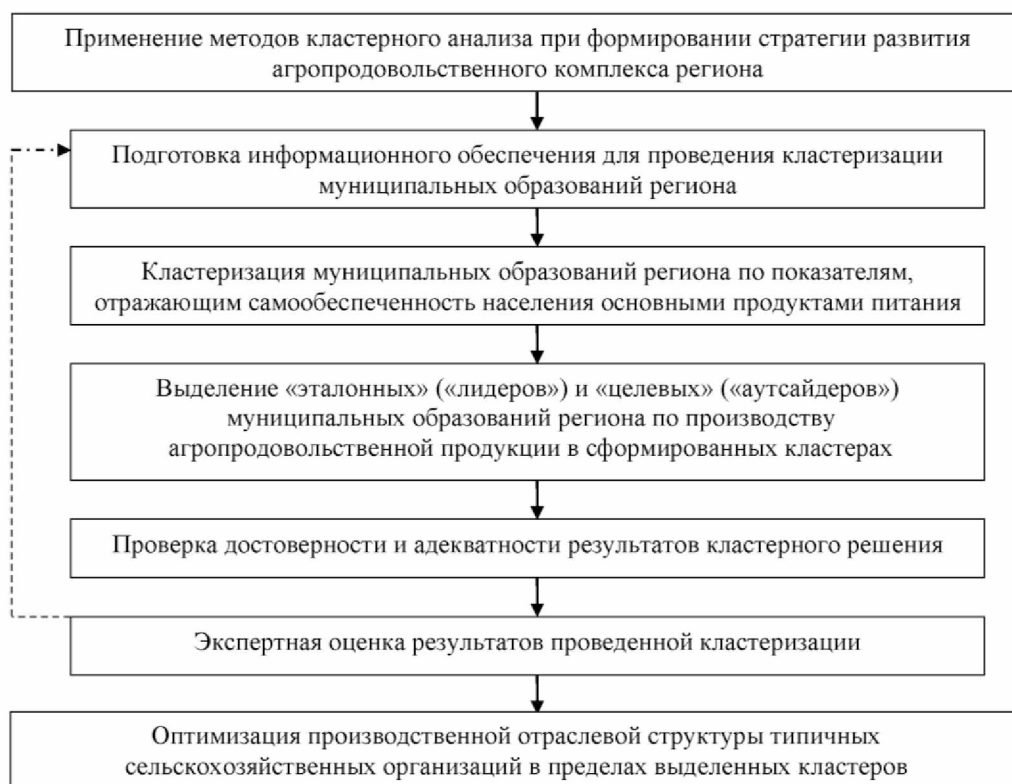 Применение методов кластерного анализа при формировании стратегии развития
агропродовольственного комплекса региона
Подготовка информационного обеспечения для проведения кластеризации
муниципальных образований региона
Кластеризация муниципальных образований региона по показателям,
отражающим самообеспеченность населения основными продуктами питания
Выделение «эталонных» («лидеров») и «целевых» («аутсайдеров»)
муниципальных образований региона по производству
агропродовольственной продукции в сформированных кластерах
Проверка достоверности и адекватности результатов кластерного решения
Экспертная оценка результатов проведенной кластеризации
Оптимизация производственной отраслевой структуры типичных
сельскохозяйственных организаций в пределах выделенных кластеров